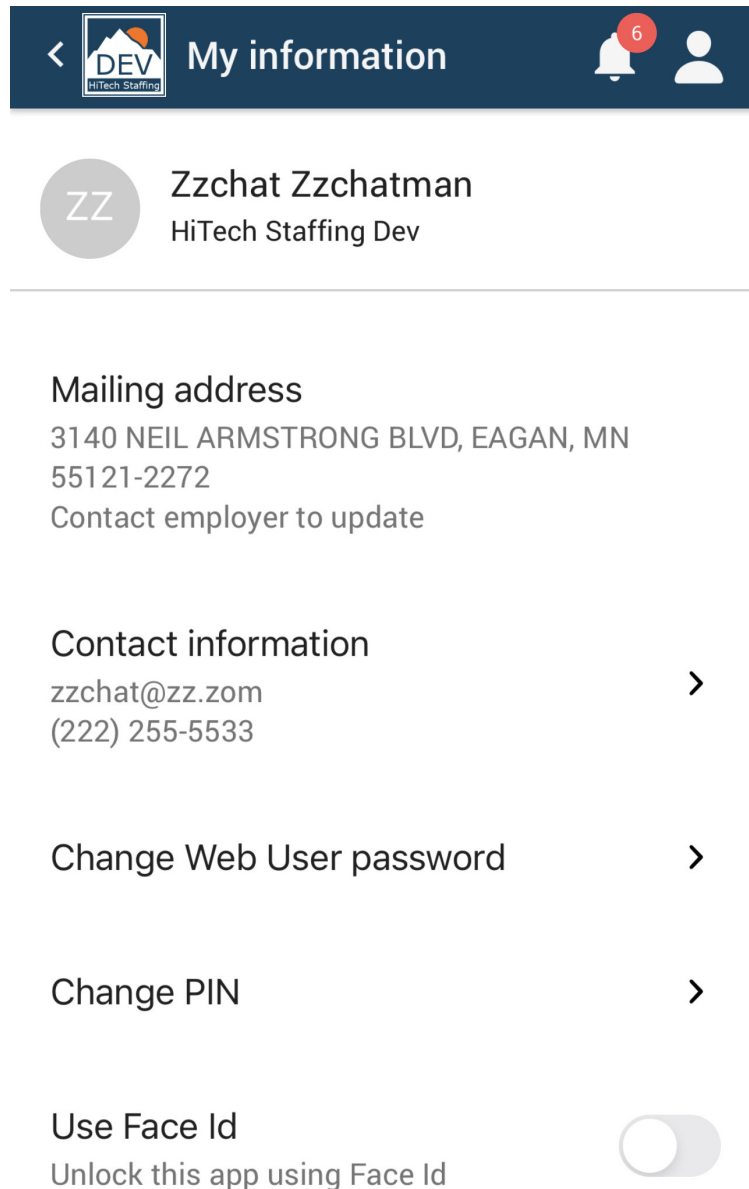 DEV
HiTech Staffing
My information
6
ZZ
Zzchat Zzchatman
HiTech Staffing Dev
Mailing address
3140 NEIL ARMSTRONG BLVD, EAGAN, MN
55121-2272
Contact employer to update
Contact information
zzchat@zz.zom
(222) 255-5533
Change Web User password
Change PIN
Use Face Id
Unlock this app using Face Id